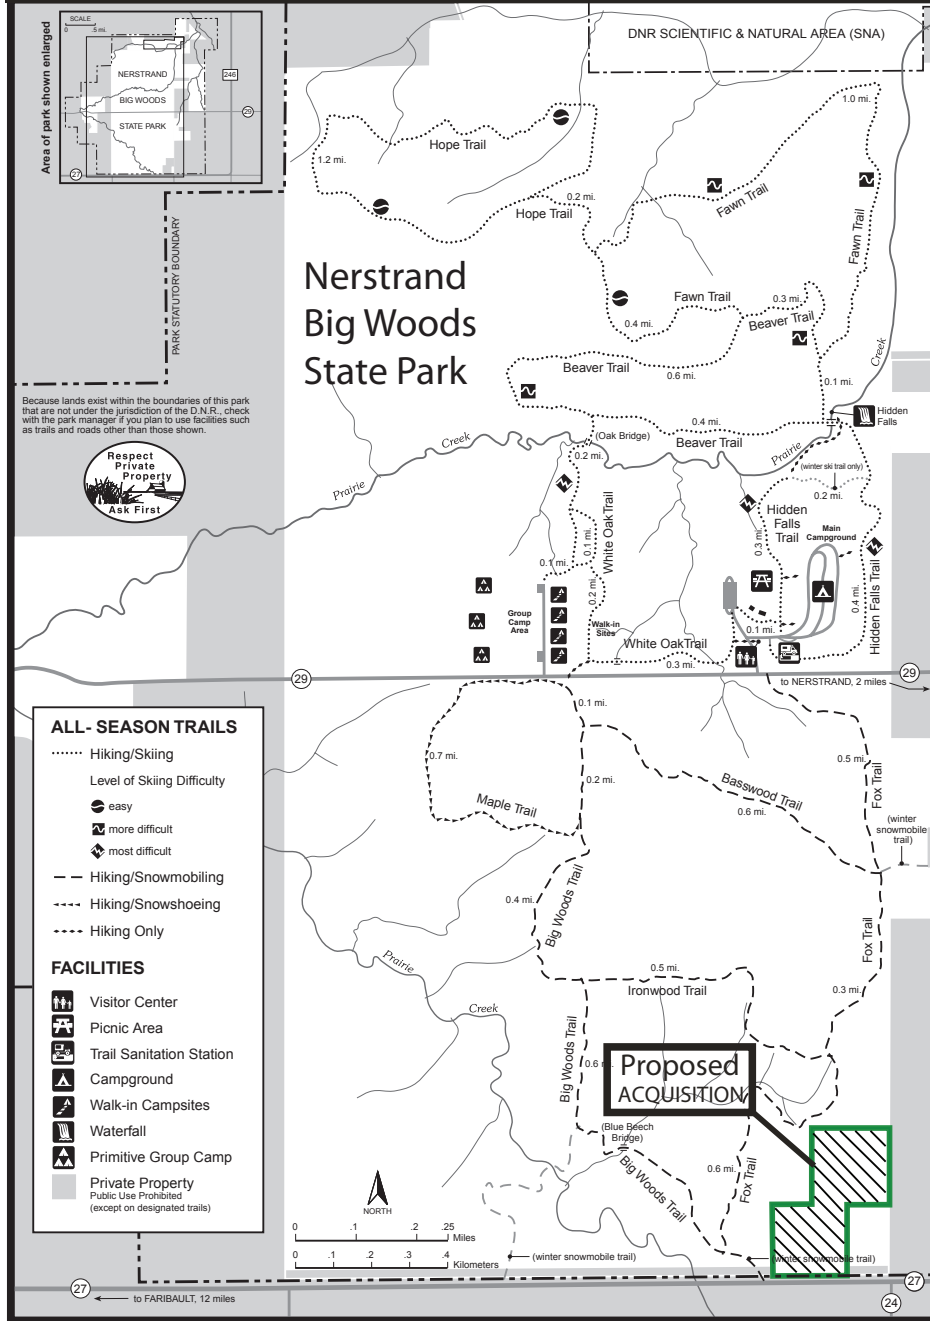 SCALE
0 .5 mi.
Area of park shown enlarged
NERSTRAND
BIG WOODS
STATE PARK
246
29
27
DNR SCIENTIFIC & NATURAL AREA (SNA)
PARK STATUTORY BOUNDARY
1.0 mi.
Hope Trail
1.2 mi.
0.2 mi.
Hope Trail
Fawn Trail
Fawn Trail
Nerstrand
Big Woods
State Park
Fawn Trail
0.3 mi.
0.4 mi.
Beaver Trail
Beaver Trail
0.6 mi.
0.1 mi.
Creek
Because lands exist within the boundaries of this park
that are not under the jurisdiction of the D.N.R., check
with the park manager if you plan to use facilities such
as trails and roads other than those shown.
Respect
Private
Property
Ask First
0.4 mi.
Beaver Trail
Hidden
Falls
Creek
(Oak Bridge)
0.2 mi.
Prairie
Prairie
(winter ski trail only)
0.2 mi.
White Oak Trail
Hidden
Falls
Trail
Main
Campground
0.1 mi.
0.3 mi.
0.1 mi.
0.2 mi.
0.4 mi.
Hidden Falls Trail
Group
Camp
Area
Walk-in
Sites
0.1 mi.
White Oak Trail
0.3 mi.
29
29
to NERSTRAND, 2 miles
0.1 mi.
0.7 mi.
0.2 mi.
Maple Trail
Basswood Trail
0.6 mi.
0.5 mi.
Fox Trail
(winter
snowmobile
trail)
ALL- SEASON TRAILS
Hiking/Skiing
Level of Skiing Difficulty
easy
more difficult
most difficult
Hiking/Snowmobiling
Hiking/Snowshoeing
Hiking Only
FACILITIES
Visitor Center
Picnic Area
Trail Sanitation Station
Campground
Walk-in Campsites
Waterfall
Primitive Group Camp
Private Property
Public Use Prohibited
(except on designated trails)
0.4 mi.
Big Woods Trail
Fox Trail
Prairie
Creek
0.5 mi.
Ironwood Trail
0.3 mi.
Big Woods Trail
0.6
Proposed
ACQUISITION
(Blue Beech
Bridge)
Big Woods Trail
0.6 mi.
Fox Trail
NORTH
0 .1 .2 .25
Miles
0 .1 .2 .3 .4
Kilometers
(winter snowmobile trail)
(winter snowmobile trail)
27
to FARIBAULT, 12 miles
27
24